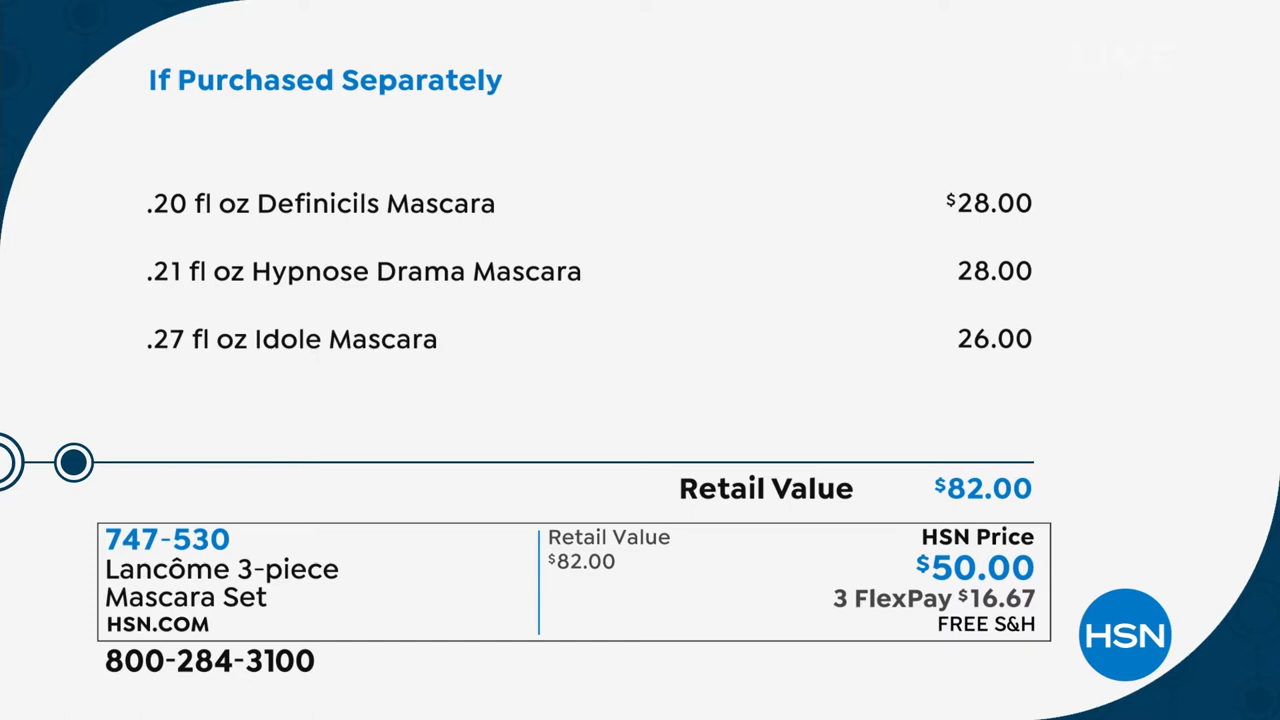 If Purchased Separately
.20 fl oz Definicils Mascara $28.00
.21 fl oz Hypnose Drama Mascara 28.00
.27 fl oz Idole Mascara 26.00
Retail Value $82.00
747-530
Lancôme 3-piece
Mascara Set
HSN.COM
Retail Value
$82.00
HSN Price
$50.00
3 FlexPay $16.67
FREE S&H
800-284-3100
HSN